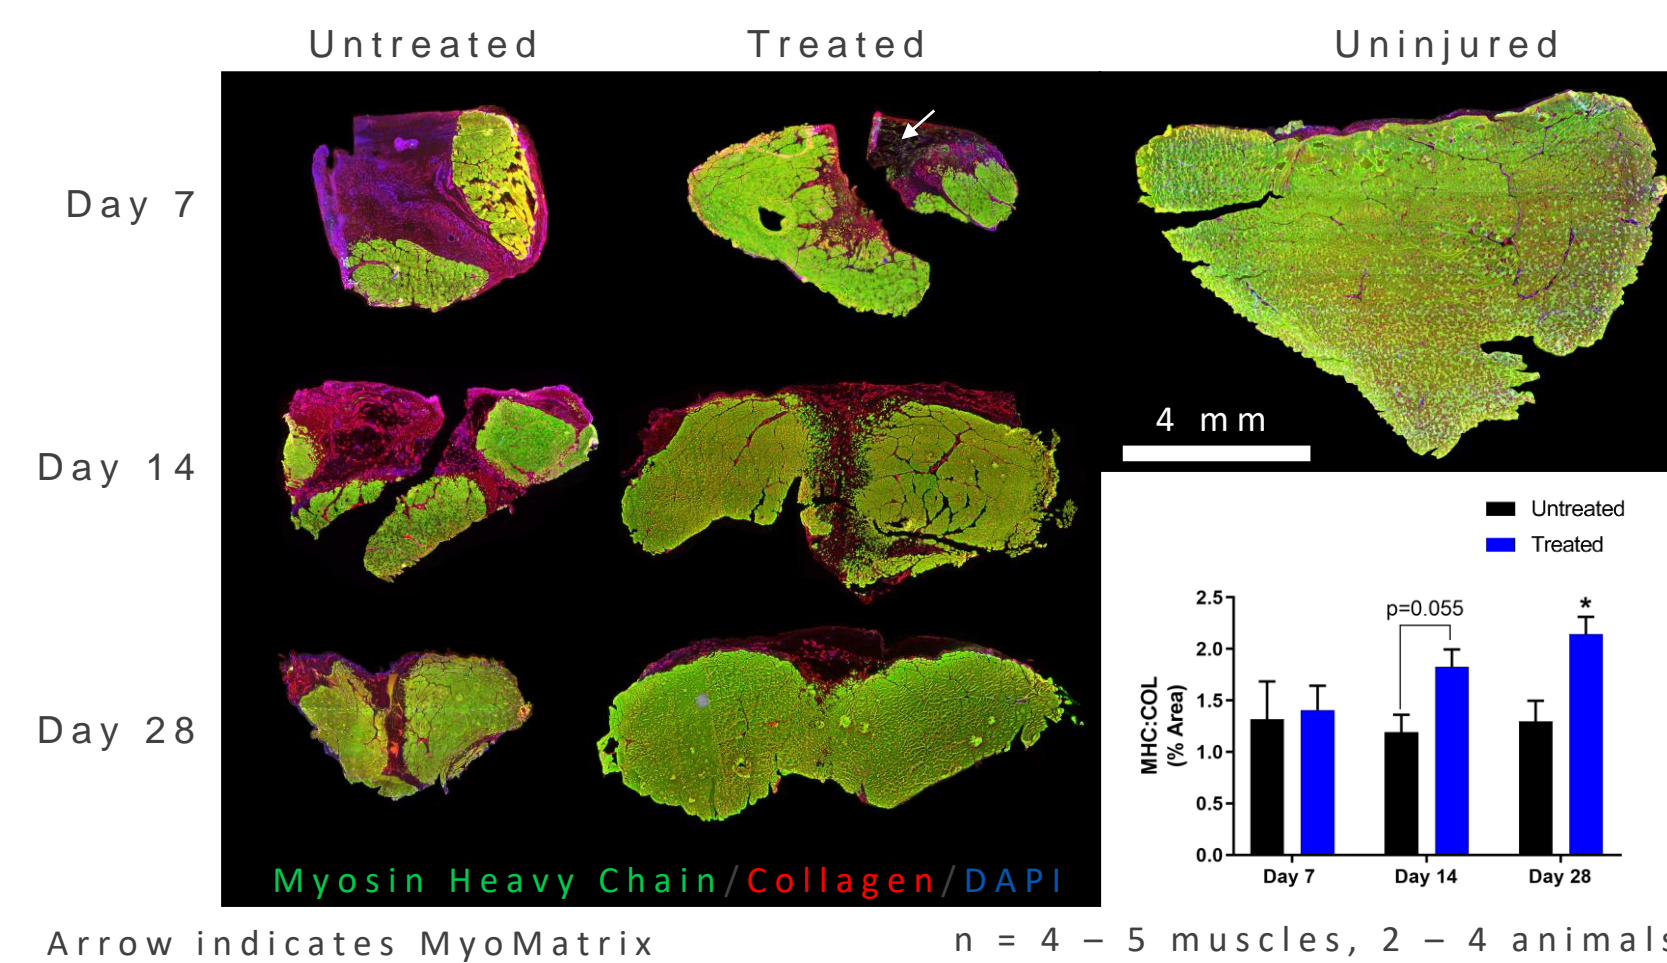 Untreated
Treated
Uninjured
Day 7
Day 14
Day 28
4 mm
Untreated
Treated
MHC:COL
(% Area)
2.5
2.0
1.5
1.0
0.5
0.0
p=0.055
*
Day 7
Day 14
Day 28
Myosin Heavy Chain/Collagen/DAPI
Arrow indicates MyoMatrix
n = 4 – 5 muscles, 2 – 4 animals